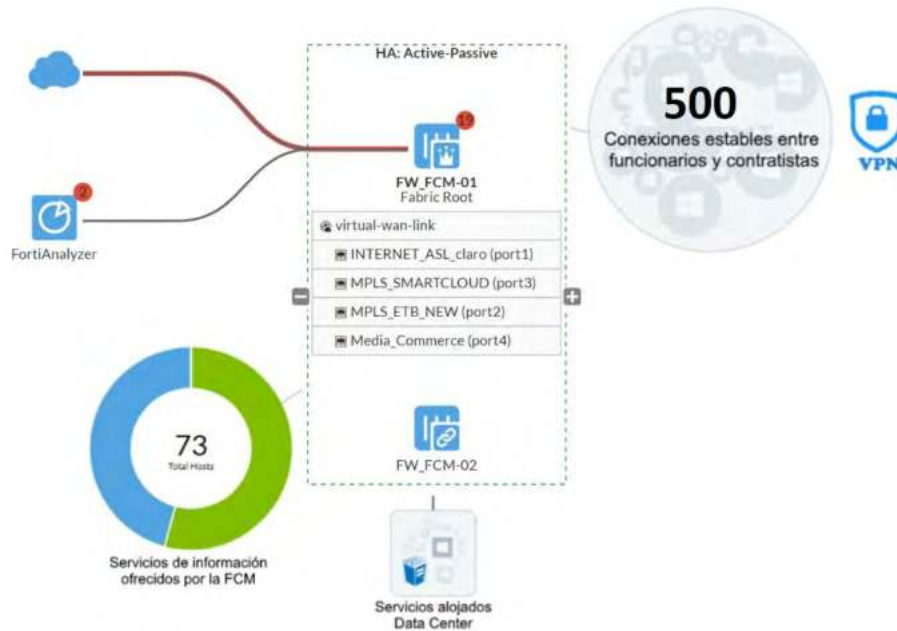 HA: Active-Passive
19
FW_FCM-01
Fabric Root
virtual-wan-link
INTERNET_ASL_claro (port1)
MPLS_SMARTCLOUD (port3)
MPLS_ETB_NEW (port2)
Media_Commerce (port4)
FW_FCM-02
2
FortiAnalyzer
500
Conexiones estables entre
funcionarios y contratistas
VPN
73
Total Hosts
Servicios de información
ofrecidos por la FCM
Servicios alojados
Data Center